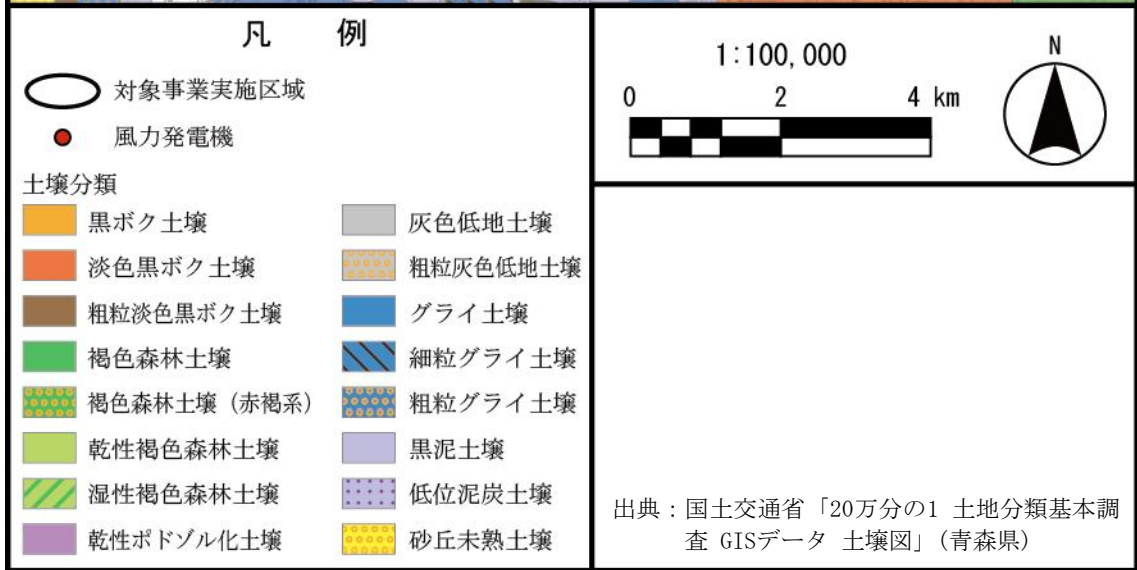 凡 例
対象事業実施区域
風力発電機
土壌分類
黒ボク土壌
淡色黒ボク土壌
粗粒淡色黒ボク土壌
褐色森林土壌
褐色森林土壌（赤褐系）
乾性褐色森林土壌
湿性褐色森林土壌
乾性ポドゾル化土壌
灰色低地土壌
粗粒灰色低地土壌
グライ土壌
細粒グライ土壌
粗粒グライ土壌
黒泥土壌
低位泥炭土壌
砂丘未熟土壌
1:100,000
0 2 4 km
N
出典：国土交通省「20万分の1 土地分類基本調
査 GISデータ 土壌図」（青森県）